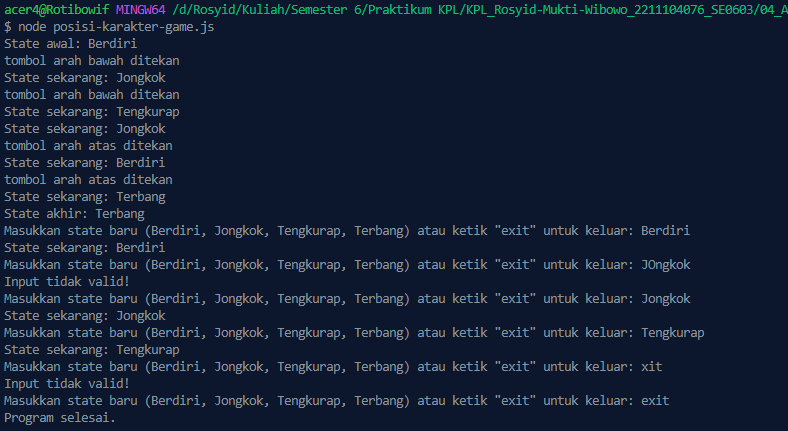 acer4@Rotibowif MINGW64 /d/Rosyid/Kuliah/Semester 6/Praktikum KPL/KPL_Rosyid-Mukti-Wibowo_2211104076_SE0603/04_A
$ node posisi-karakter-game.js
State awal: Berdiri
tombol arah bawah ditekan
State sekarang: Jongkok
tombol arah bawah ditekan
State sekarang: Tengkurap
State sekarang: Jongkok
tombol arah atas ditekan
State sekarang: Berdiri
tombol arah atas ditekan
State sekarang: Terbang
State akhir: Terbang
Masukkan state baru (Berdiri, Jongkok, Tengkurap, Terbang) atau ketik "exit" untuk keluar: Berdiri
State sekarang: Berdiri
Masukkan state baru (Berdiri, Jongkok, Tengkurap, Terbang) atau ketik "exit" untuk keluar: JOngkok
Input tidak valid!
Masukkan state baru (Berdiri, Jongkok, Tengkurap, Terbang) atau ketik "exit" untuk keluar: Jongkok
State sekarang: Jongkok
Masukkan state baru (Berdiri, Jongkok, Tengkurap, Terbang) atau ketik "exit" untuk keluar: Tengkurap
State sekarang: Tengkurap
Masukkan state baru (Berdiri, Jongkok, Tengkurap, Terbang) atau ketik "exit" untuk keluar: xit
Input tidak valid!
Masukkan state baru (Berdiri, Jongkok, Tengkurap, Terbang) atau ketik "exit" untuk keluar: exit
Program selesai.